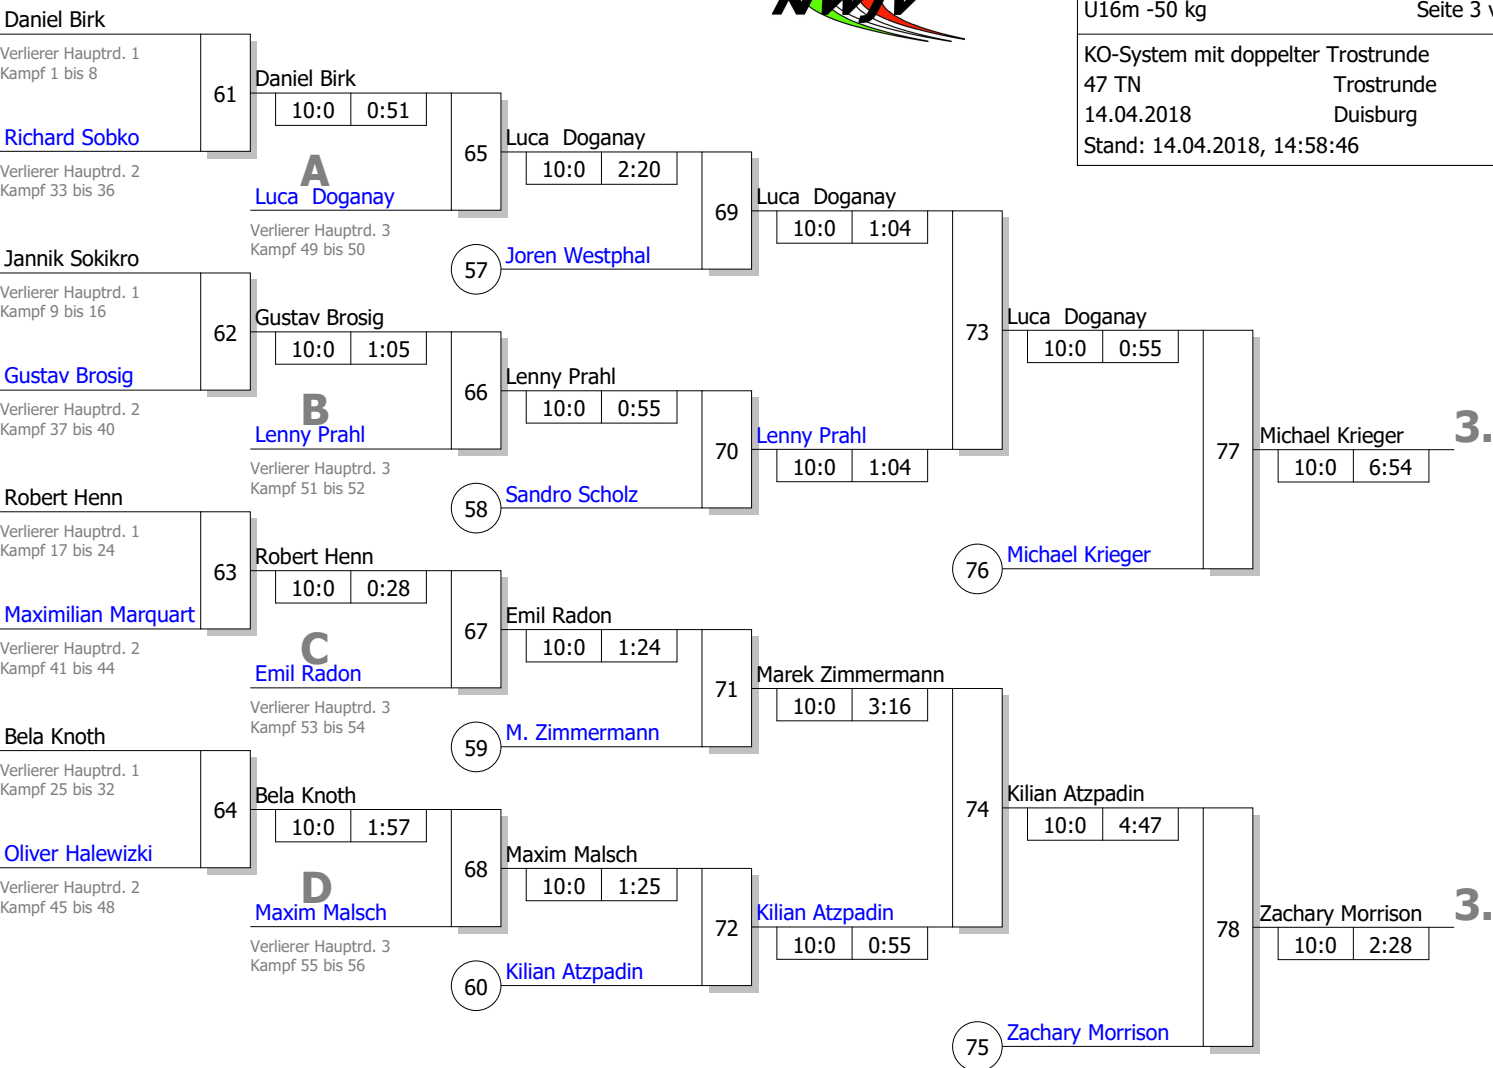 NWJV
U16m -50 kg Seite 3 v
KO-System mit doppelter Trostrunde
47 TN Trostrunde
14.04.2018 Duisburg
Stand: 14.04.2018, 14:58:46
Daniel Birk
Verlierer Hauptrd. 1
Kampf 1 bis 8
61
Richard Sobko
Verlierer Hauptrd. 2
Kampf 33 bis 36
Jannik Sokikro
Verlierer Hauptrd. 1
Kampf 9 bis 16
62
Gustav Brosig
Verlierer Hauptrd. 2
Kampf 37 bis 40
Robert Henn
Verlierer Hauptrd. 1
Kampf 17 bis 24
63
Maximilian Marquart
Verlierer Hauptrd. 2
Kampf 41 bis 44
Bela Knoth
Verlierer Hauptrd. 1
Kampf 25 bis 32
64
Oliver Halewizki
Verlierer Hauptrd. 2
Kampf 45 bis 48
Daniel Birk
10:0 0:51
A
65
Luca Doganay
Verlierer Hauptrd. 3
Kampf 49 bis 50
Gustav Brosig
10:0 1:05
B
66
Lenny Prahl
Verlierer Hauptrd. 3
Kampf 51 bis 52
Robert Henn
10:0 0:28
C
67
Emil Radon
Verlierer Hauptrd. 3
Kampf 53 bis 54
Bela Knoth
10:0 1:57
D
68
Maxim Malsch
Verlierer Hauptrd. 3
Kampf 55 bis 56
Luca Doganay
10:0 2:20
69
57 Joren Westphal
Lenny Prahl
10:0 0:55
70
58 Sandro Scholz
Emil Radon
10:0 1:24
71
59 M. Zimmermann
Maxim Malsch
10:0 1:25
72
60 Kilian Atzpadin
Luca Doganay
10:0 1:04
73
Lenny Prahl
10:0 1:04
Marek Zimmermann
10:0 3:16
74
Kilian Atzpadin
10:0 0:55
Luca Doganay
10:0 0:55
77
76 Michael Krieger
Kilian Atzpadin
10:0 4:47
78
75 Zachary Morrison
Michael Krieger 3.
10:0 6:54
Zachary Morrison 3.
10:0 2:28